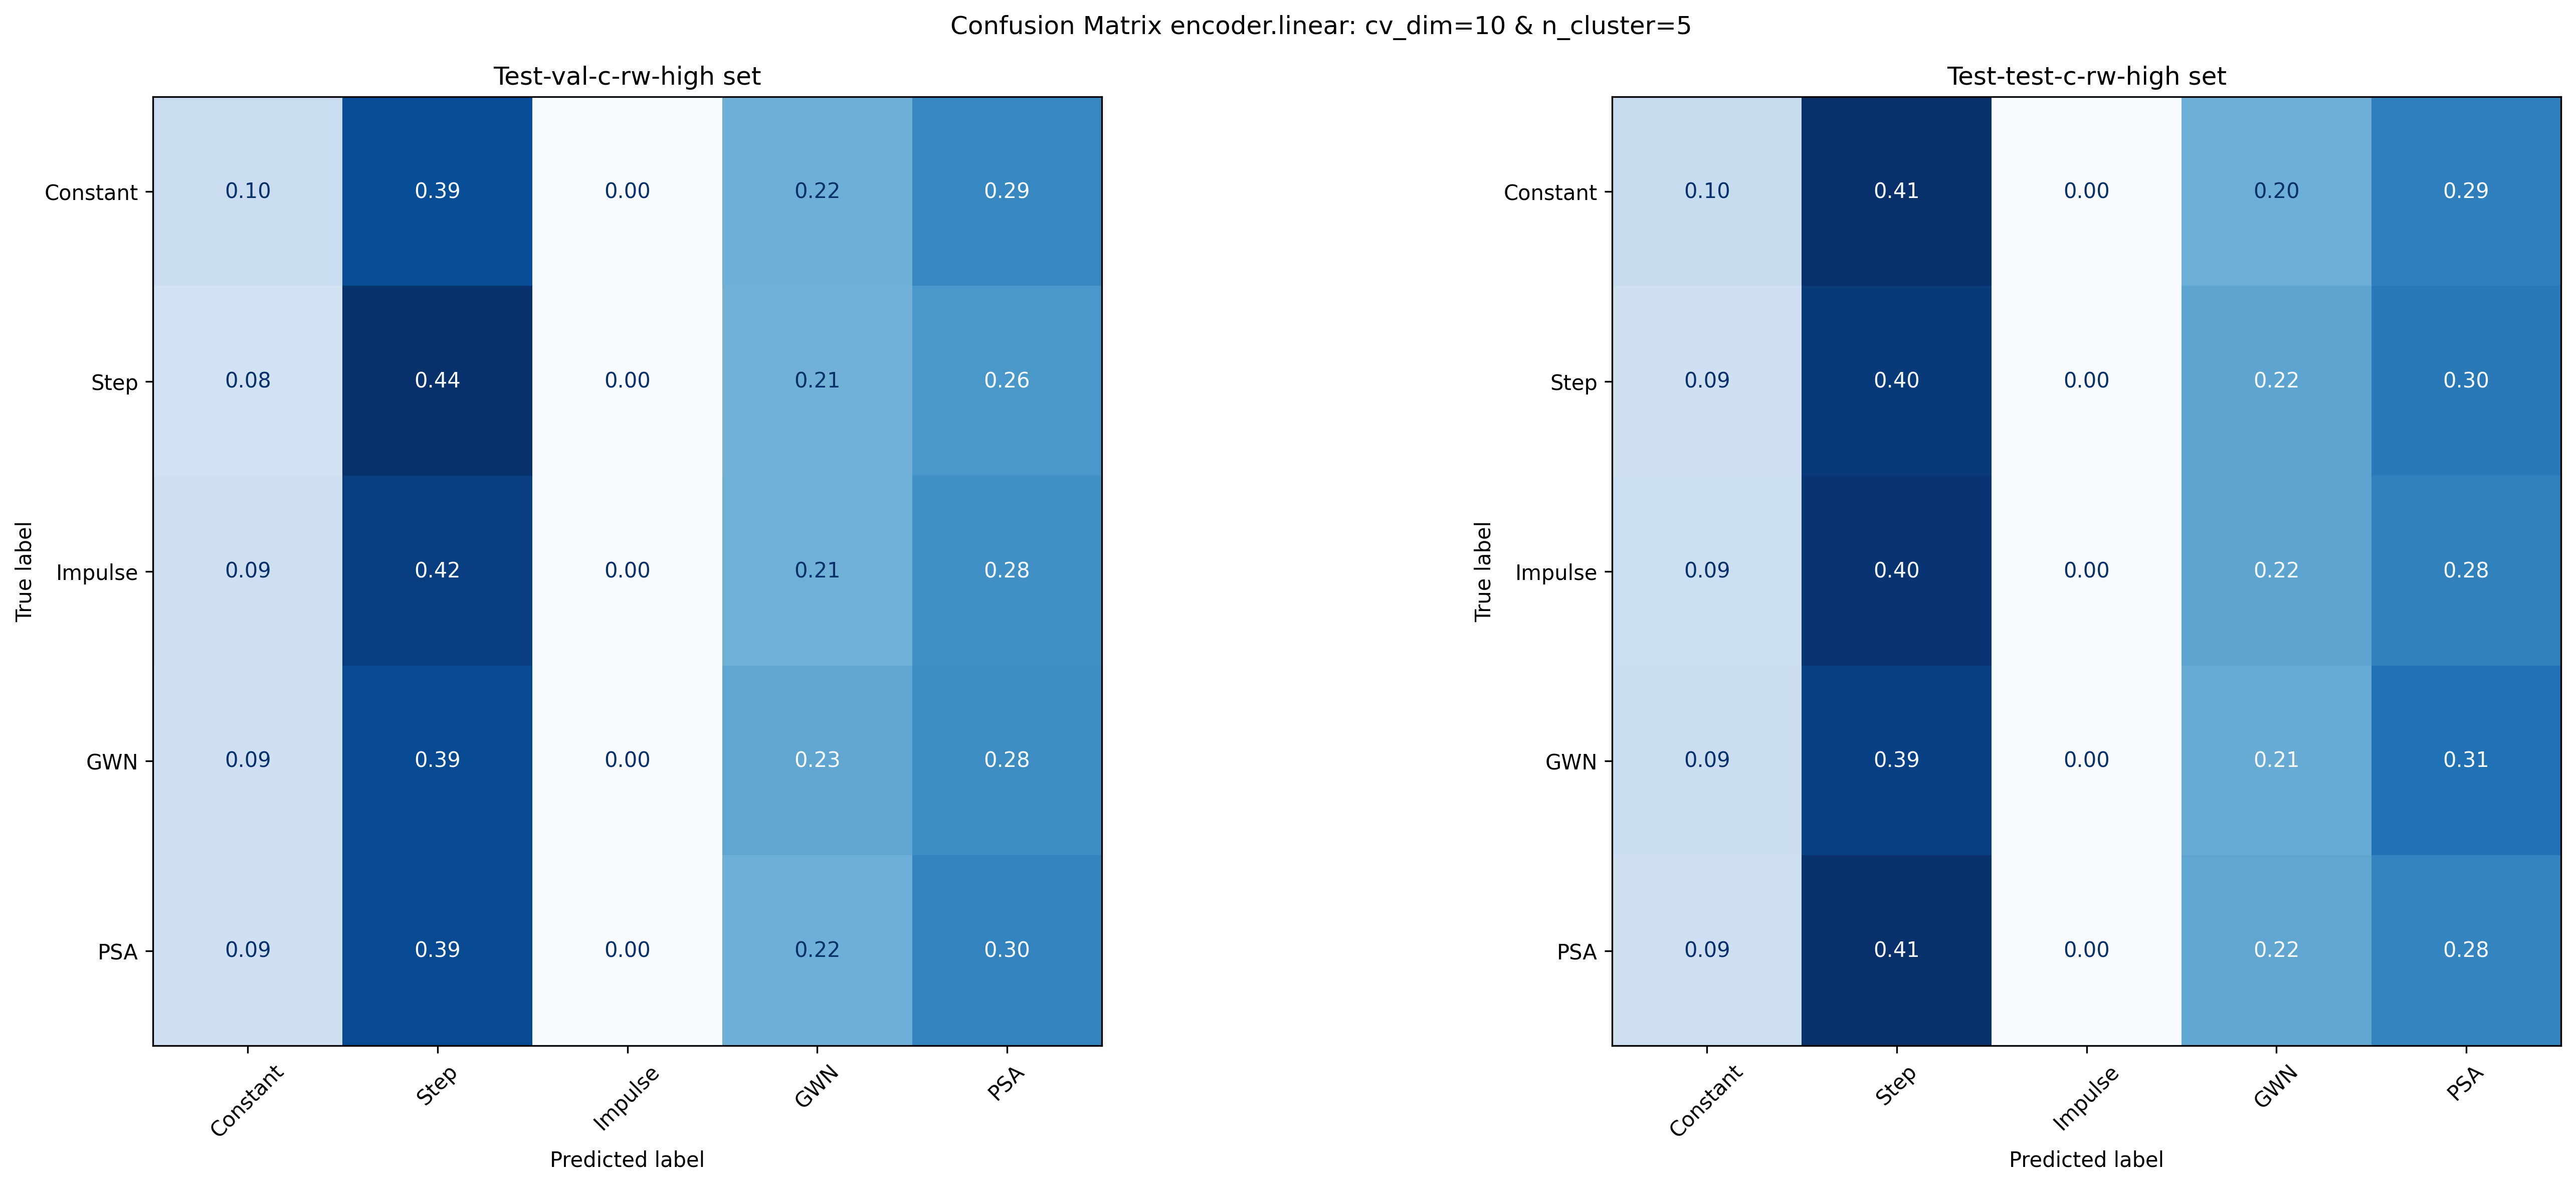 Confusion Matrix encoder.linear: cv_dim=10 & n_cluster=5
Test-val-c-rw-high set
True label
Constant 0.10 0.39 0.00 0.22 0.29
Step 0.08 0.44 0.00 0.21 0.26
Impulse 0.09 0.42 0.00 0.21 0.28
GWN 0.09 0.39 0.00 0.23 0.28
PSA 0.09 0.39 0.00 0.22 0.30
Constant Step Impulse GWN PSA
Predicted label
Test-test-c-rw-high set
True label
Constant 0.10 0.41 0.00 0.20 0.29
Step 0.09 0.40 0.00 0.22 0.30
Impulse 0.09 0.40 0.00 0.22 0.28
GWN 0.09 0.39 0.00 0.21 0.31
PSA 0.09 0.41 0.00 0.22 0.28
Constant Step Impulse GWN PSA
Predicted label